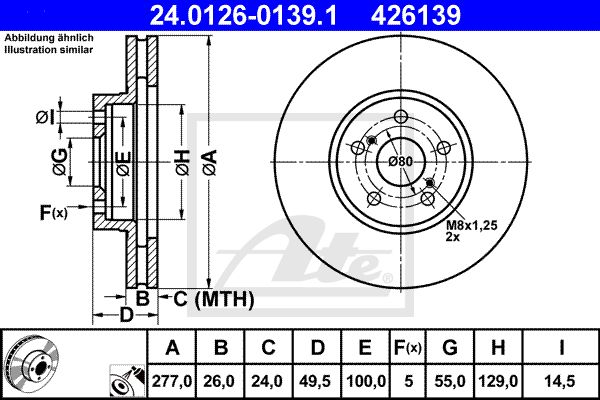 24.0126-0139.1 426139
Abbildung ähnlich
Illustration similar
ØI
ØG
ØE
ØH
ØA
F(x)
B
C (MTH)
D
Ø80
M8x1,25
2x
Ate
A B C D E F(x) G H I
277,0 26,0 24,0 49,5 100,0 5 55,0 129,0 14,5